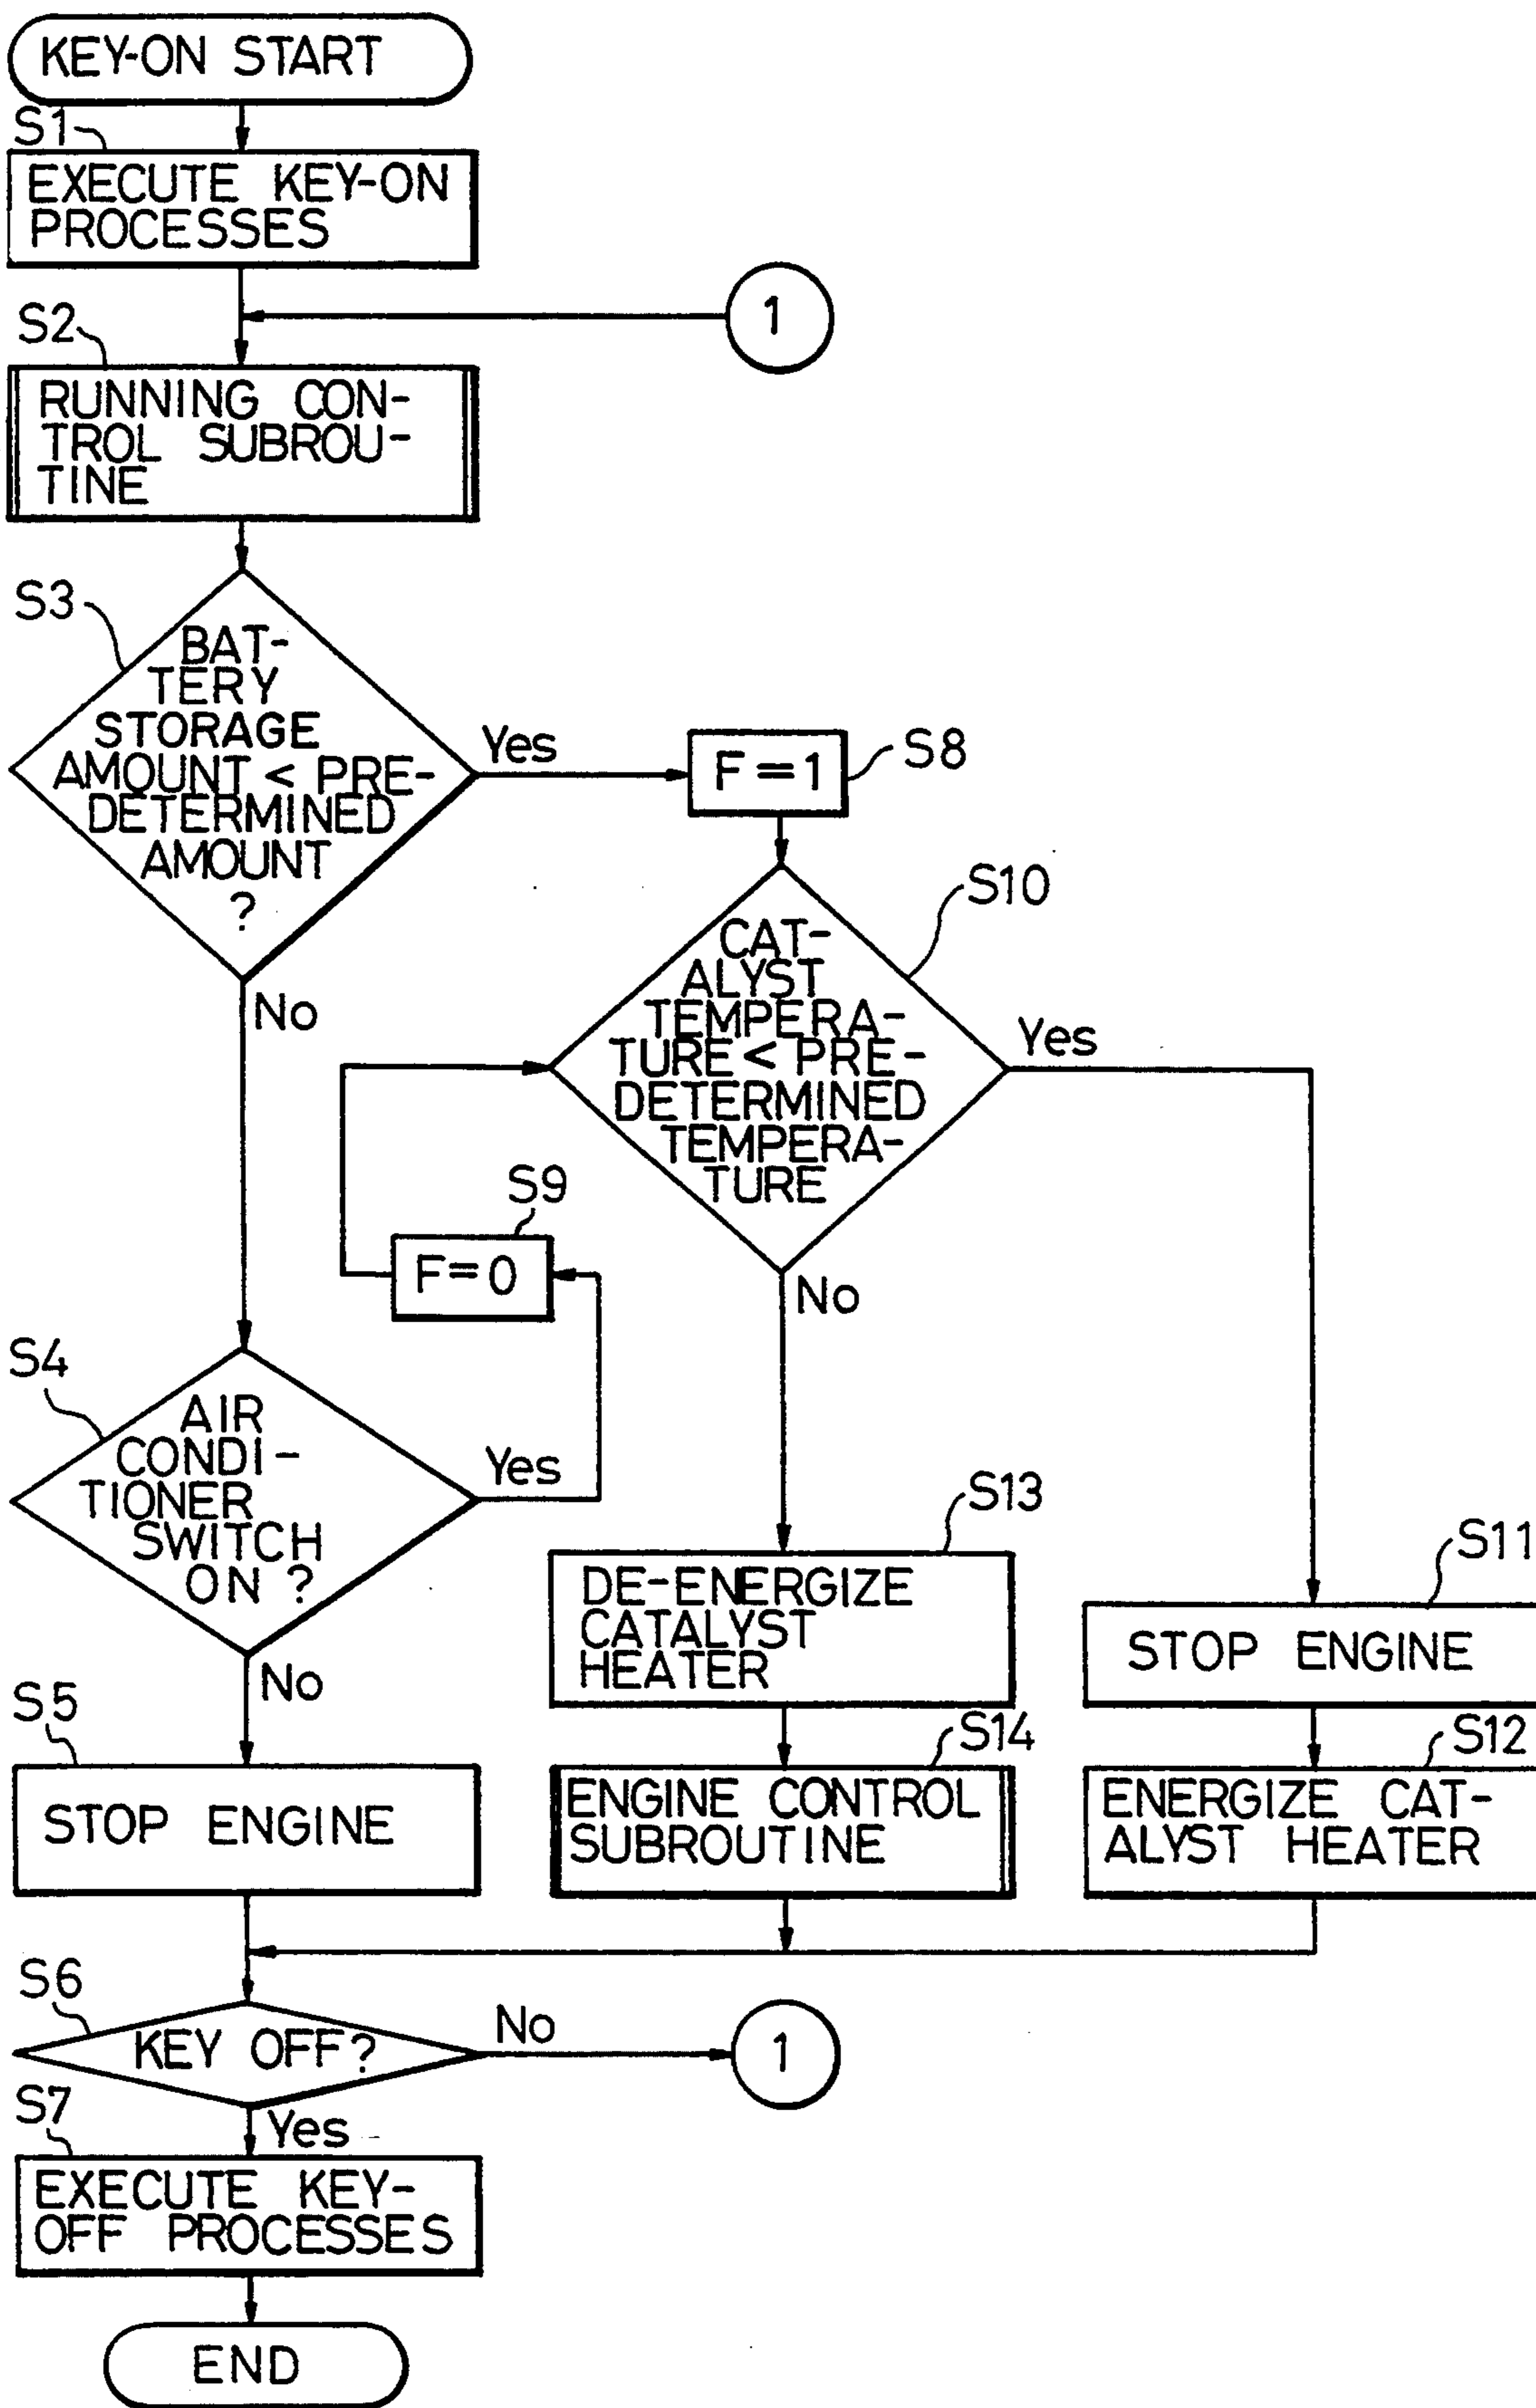 KEY-ON START
S1
EXECUTE KEY-ON
PROCESSES
1
S2
RUNNING CON-
TROL SUBROU-
TINE
S3
BAT-
TERY
STORAGE
AMOUNT < PRE-
DETERMINED
AMOUNT
?
Yes
No
F=1
S8
S10
CAT-
ALYST
TEMPERA-
TURE < PRE-
DETERMINED
TEMPERA-
TURE
Yes
No
S9
F=0
S4
AIR
CONDI-
TIONER
SWITCH
ON ?
Yes
No
S13
DE-ENERGIZE
CATALYST
HEATER
S11
STOP ENGINE
S5
STOP ENGINE
S14
ENGINE CONTROL
SUBROUTINE
S12
ENERGIZE CAT-
ALYST HEATER
S6
KEY OFF?
No
1
Yes
S7
EXECUTE KEY-
OFF PROCESSES
END